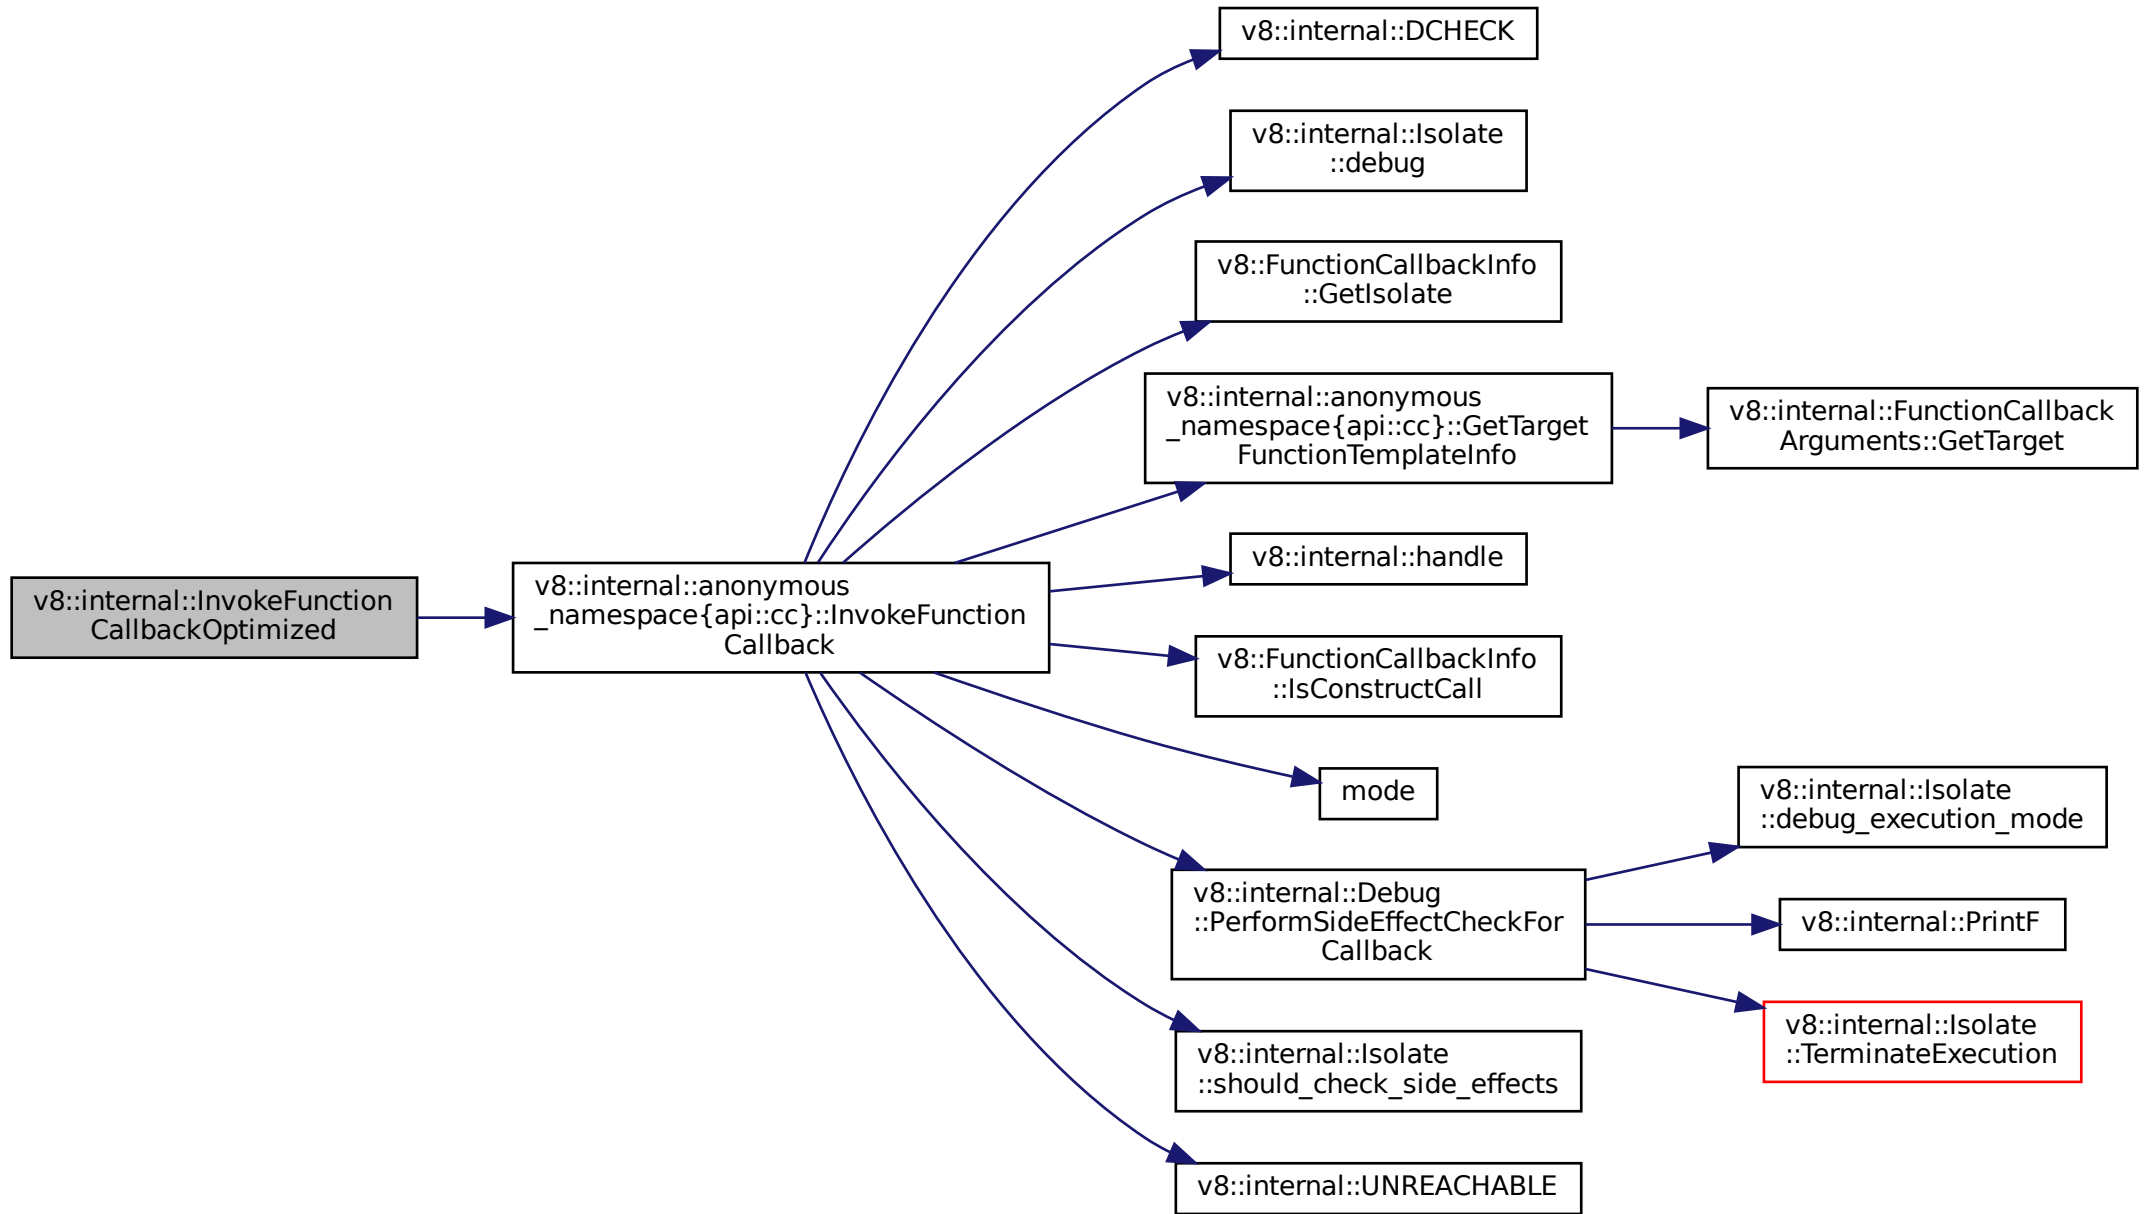 v8::internal::InvokeFunction
CallbackOptimized
v8::internal::anonymous
_namespace{api::cc}::InvokeFunction
Callback
v8::internal::DCHECK
v8::internal::Isolate
::debug
v8::FunctionCallbackInfo
::GetIsolate
v8::internal::anonymous
_namespace{api::cc}::GetTarget
FunctionTemplateInfo
v8::internal::FunctionCallback
Arguments::GetTarget
v8::internal::handle
v8::FunctionCallbackInfo
::IsConstructCall
mode
v8::internal::Debug
::PerformSideEffectCheckFor
Callback
v8::internal::Isolate
::debug_execution_mode
v8::internal::PrintF
v8::internal::Isolate
::TerminateExecution
v8::internal::Isolate
::should_check_side_effects
v8::internal::UNREACHABLE